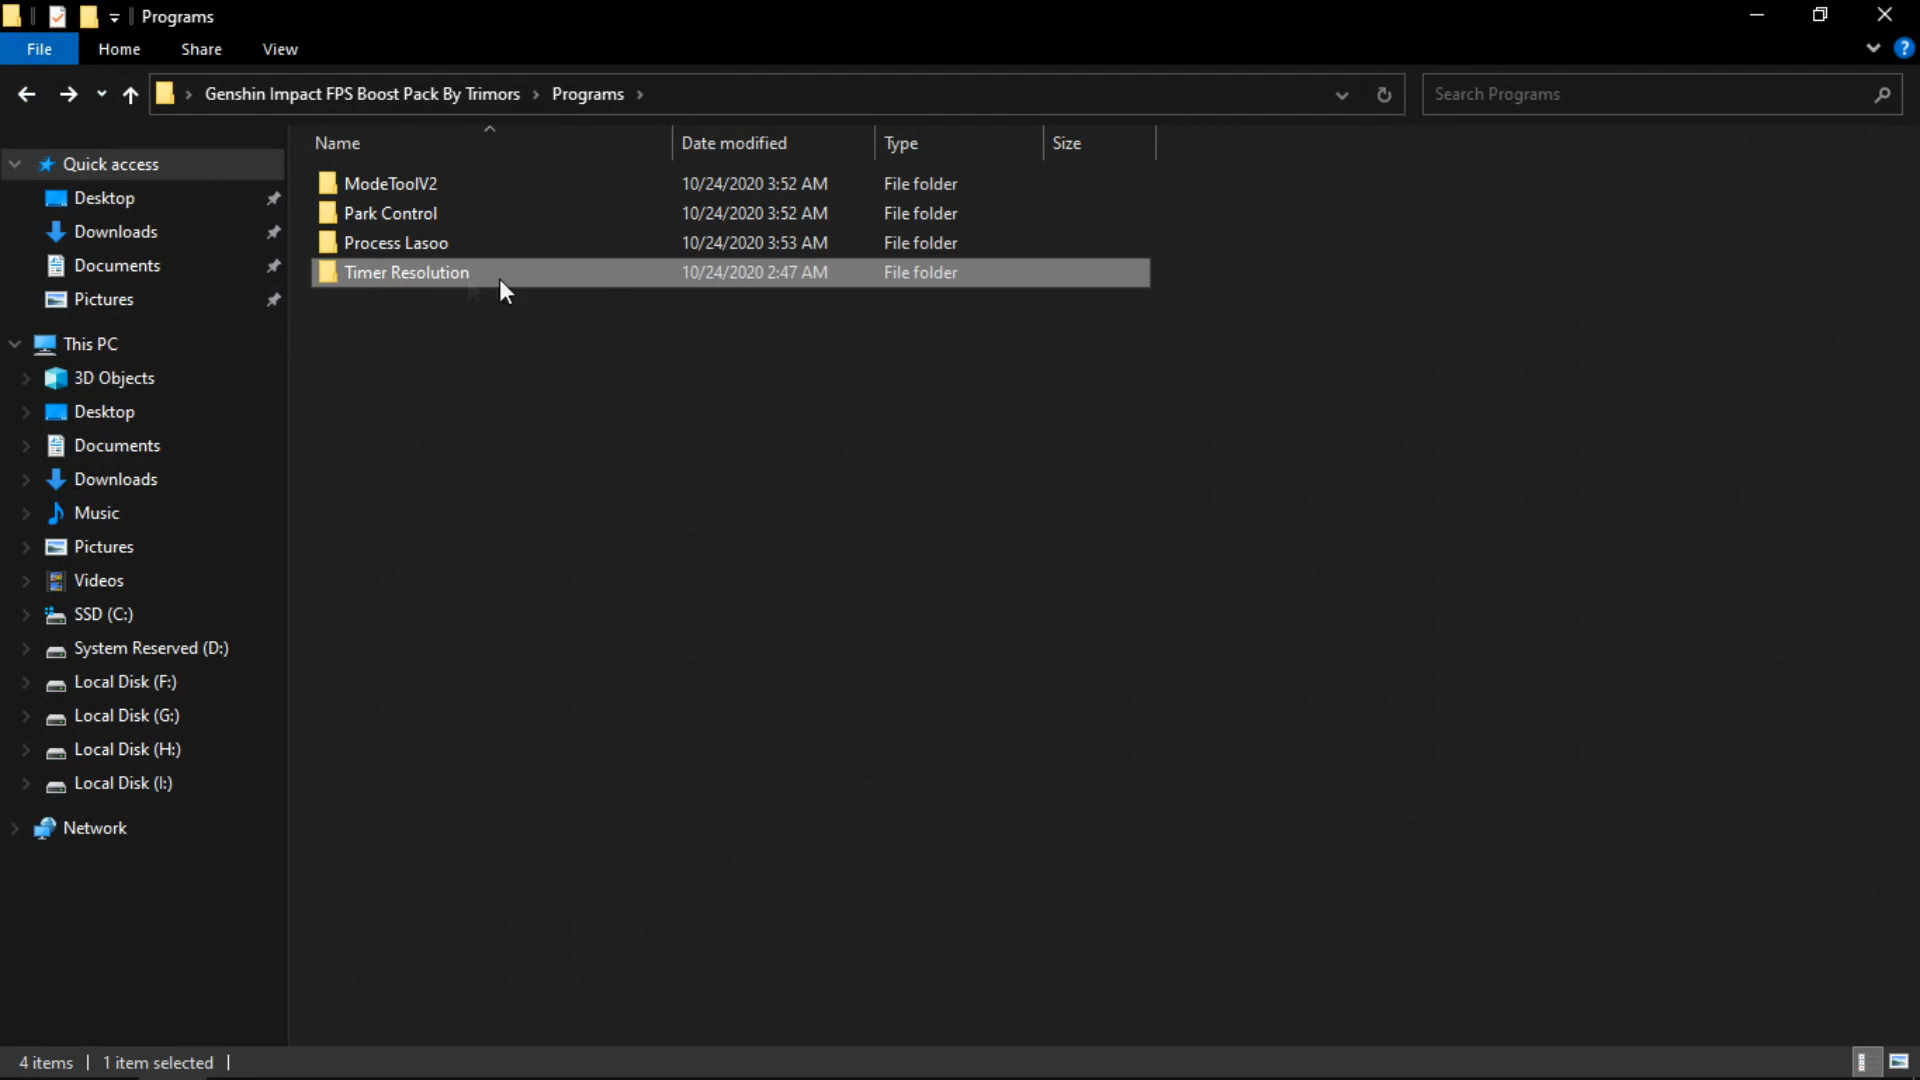 Programs
File Home Share View
Genshin Impact FPS Boost Pack By Trimors Programs Search Programs
Name Date modified Type Size
Quick access
Desktop
Downloads
Documents
Pictures
This PC
3D Objects
Desktop
Documents
Downloads
Music
Pictures
Videos
SSD (C:)
System Reserved (D:)
Local Disk (F:)
Local Disk (G:)
Local Disk (H:)
Local Disk (I:)
Network
ModeToolV2 10/24/2020 3:52 AM File folder
Park Control 10/24/2020 3:52 AM File folder
Process Lasoo 10/24/2020 3:53 AM File folder
Timer Resolution 10/24/2020 2:47 AM File folder
4 items 1 item selected